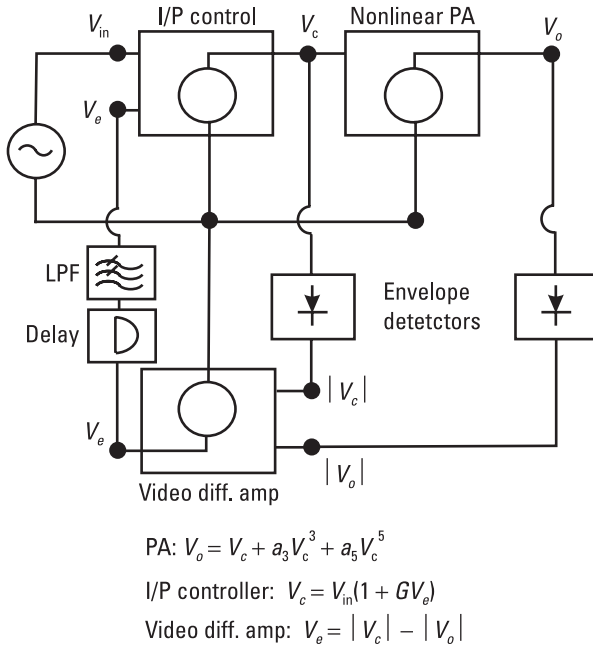 I/P control
Nonlinear PA
V_in
V_c
V_o
V_e
LPF
Delay
Envelope
detetctors
V_e
|V_c|
|V_o|
Video diff. amp
PA: V_o = V_c + a_3V_c^3 + a_5V_c^5
I/P controller: V_c = V_in(1 + GV_e)
Video diff. amp: V_e = |V_c| – |V_o|